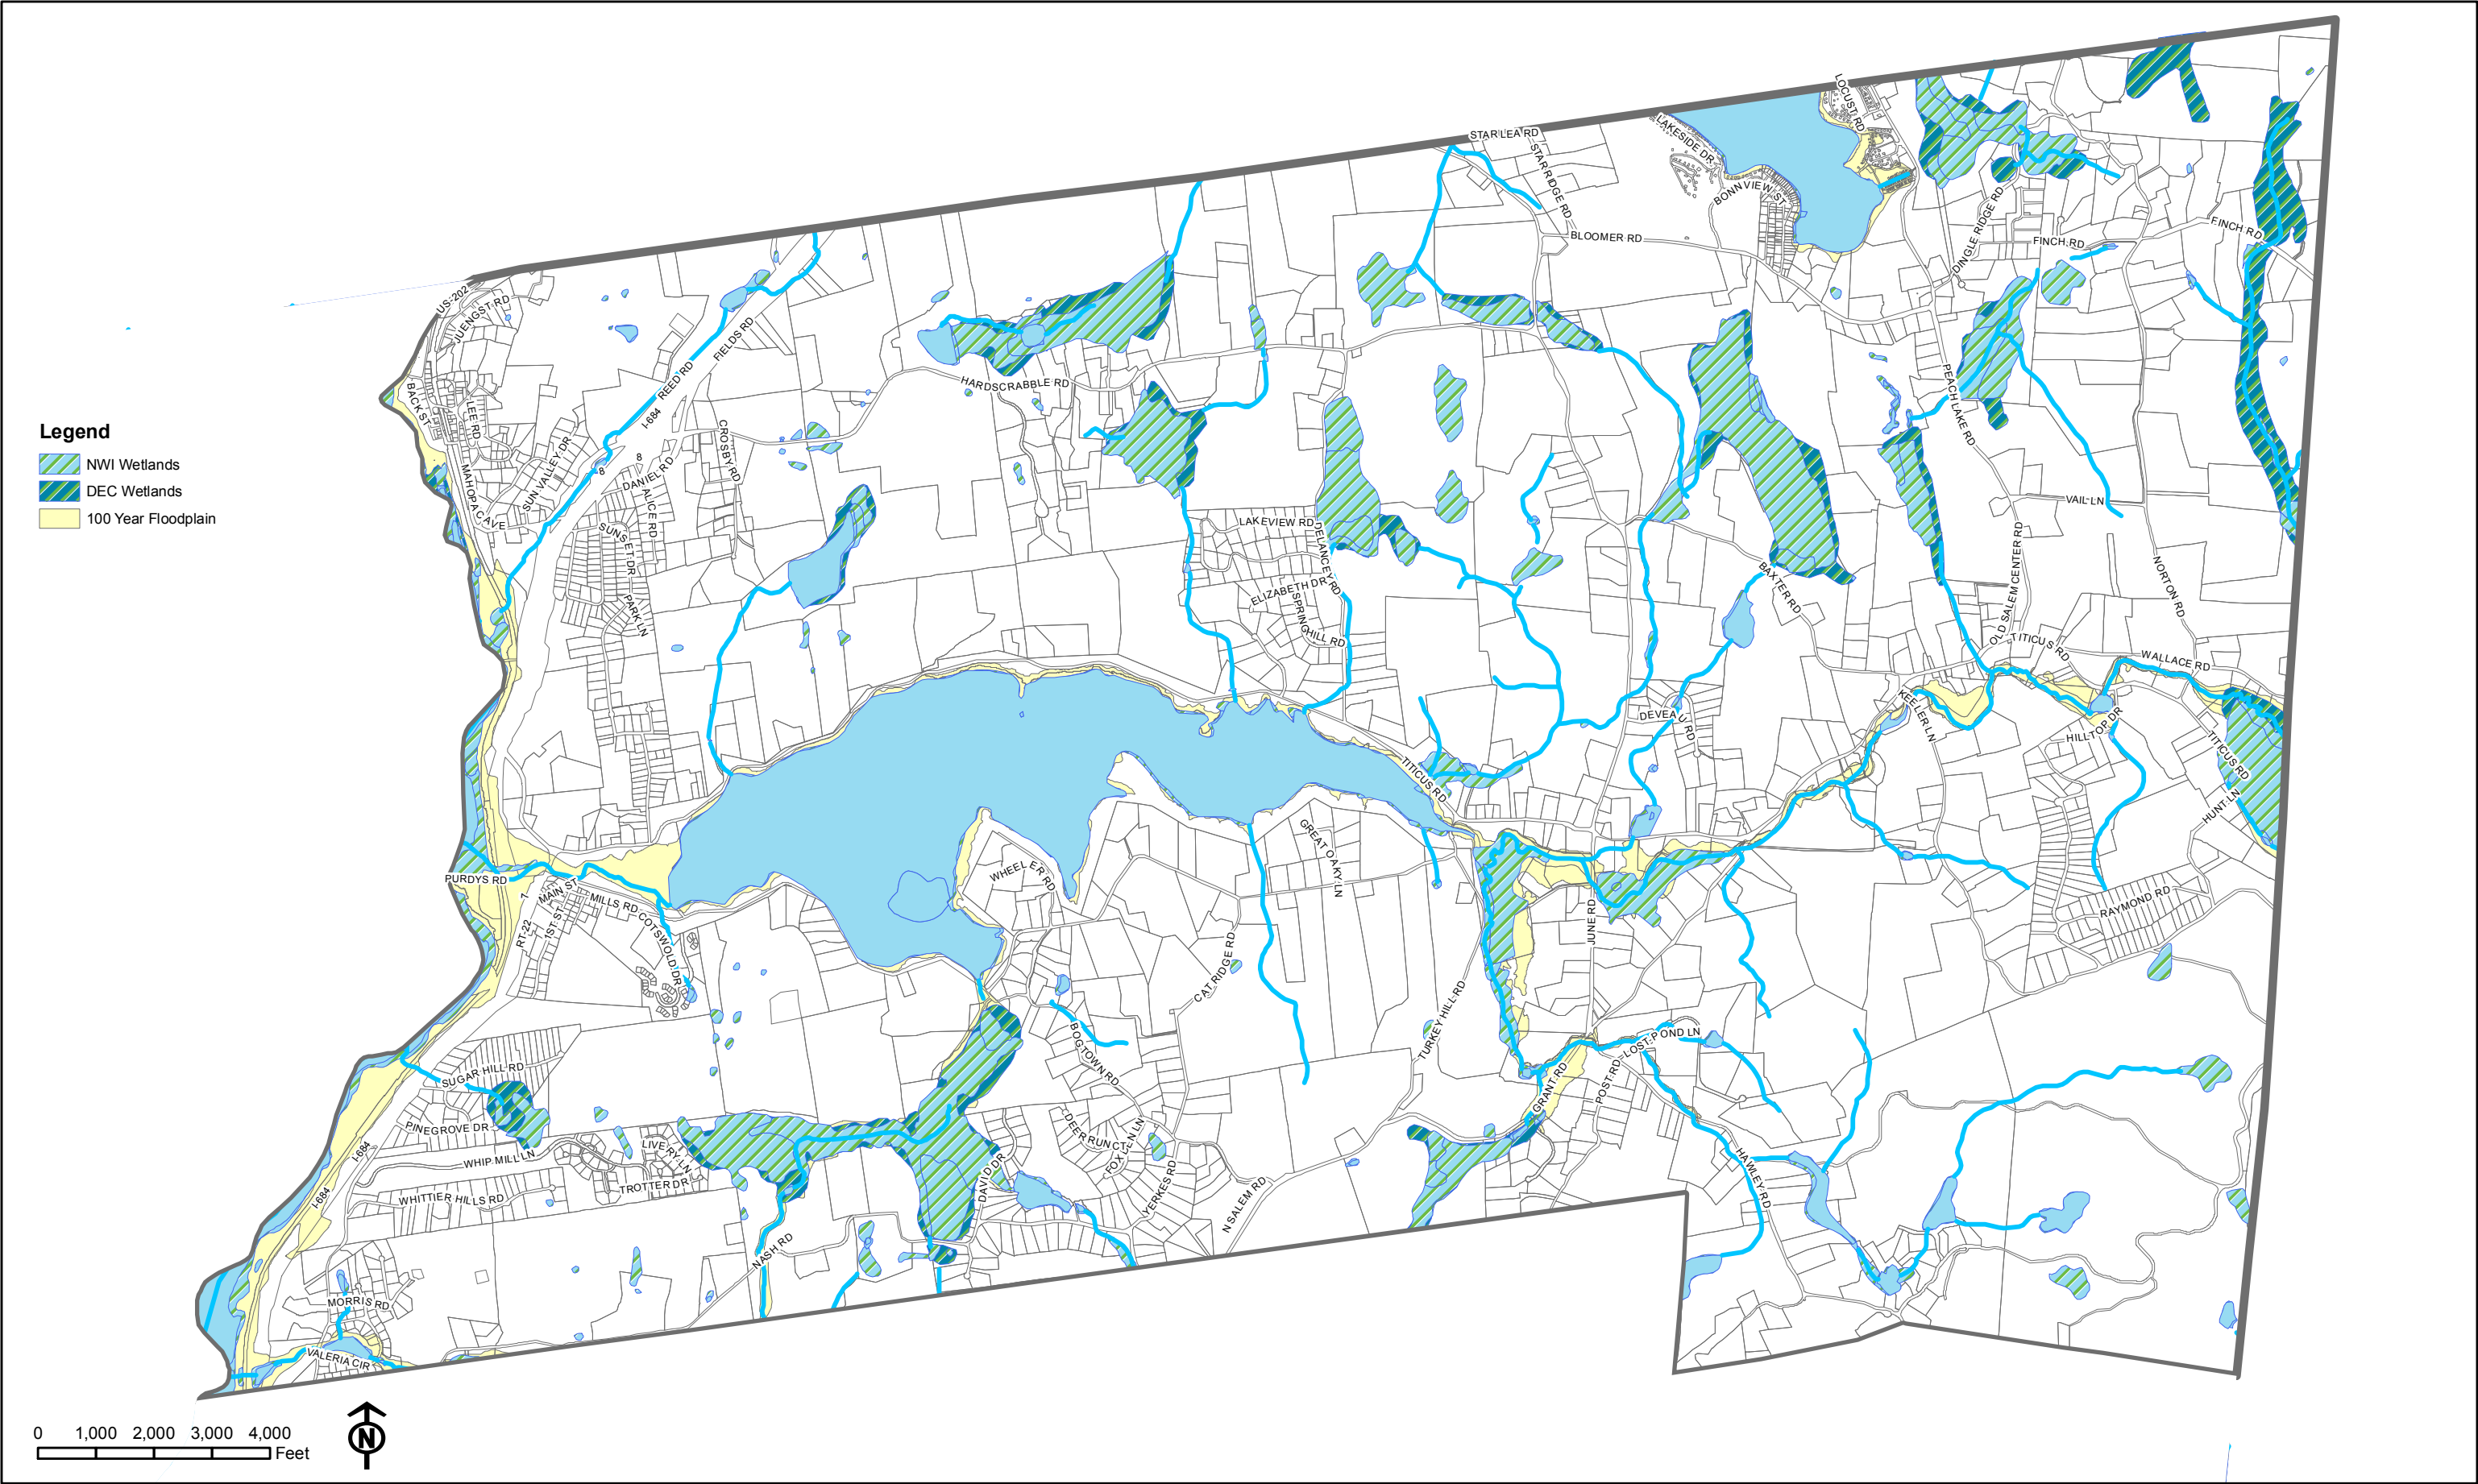 STARLEA RD
LOCUST RD
LAKESIDE DR
STARRIDGE RD
BONNVIEW ST
BLOOMER RD
DINGLE RIDGE RD
FINCH RD
FINCH RD
US-202
JUENGST RD
FIELDS RD
REED RD
I-684
HARDSCRABBLE RD
BACK ST
LEE RD
PEACH LAKE RD
CROSBY RD
Legend
NWI Wetlands
DEC Wetlands
100 Year Floodplain
SUN VALLEY DR
8
8
DANIEL RD
MAHOPAC AVE
ALICE RD
VAIL LN
LAKEVIEW RD
DELANCEY RD
SUNSET DR
OLD SALEM CENTER RD
NORTON RD
BAXTER RD
ELIZABETH DR
SPRING HILL RD
PARK LN
TITICUS RD
WALLACE RD
KEELER LN
DEVEAU RD
HILLTOP DR
TITICUS RD
TITICUS RD
HUNT LN
GREAT OAKY LN
WHEELER RD
PURDYS RD
MAIN ST
7
MILLS RD
COTSWOLD DR
1ST ST
RT-22
JUNE RD
RAYMOND RD
CAT RIDGE RD
TURKEY HILL RD
BOGTOWN RD
LOST POND LN
SUGAR HILL RD
GRANT RD
POST RD
PINEGROVE DR
DEER RUN CT
FOX LN LN
I-684
LIVERY LN
WHIP MILL LN
TROTTER DR
DAVID DR
YERKES RD
HAWLEY RD
I-684
WHITTIER HILLS RD
N SALEM RD
NASH RD
MORRIS RD
VALERIA CIR
0 1,000 2,000 3,000 4,000
Feet
N